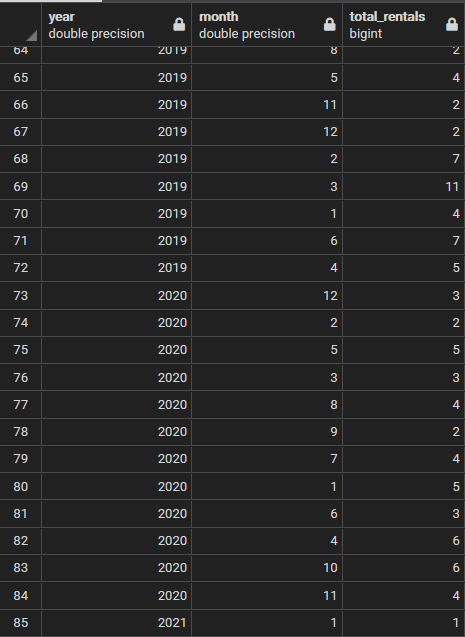 year month total_rentals
double precision double precision bigint
64 2019 8 2
65 2019 5 4
66 2019 11 2
67 2019 12 2
68 2019 2 7
69 2019 3 11
70 2019 1 4
71 2019 6 7
72 2019 4 5
73 2020 12 3
74 2020 2 2
75 2020 5 5
76 2020 3 3
77 2020 8 4
78 2020 9 2
79 2020 7 4
80 2020 1 5
81 2020 6 3
82 2020 4 6
83 2020 10 6
84 2020 11 4
85 2021 1 1